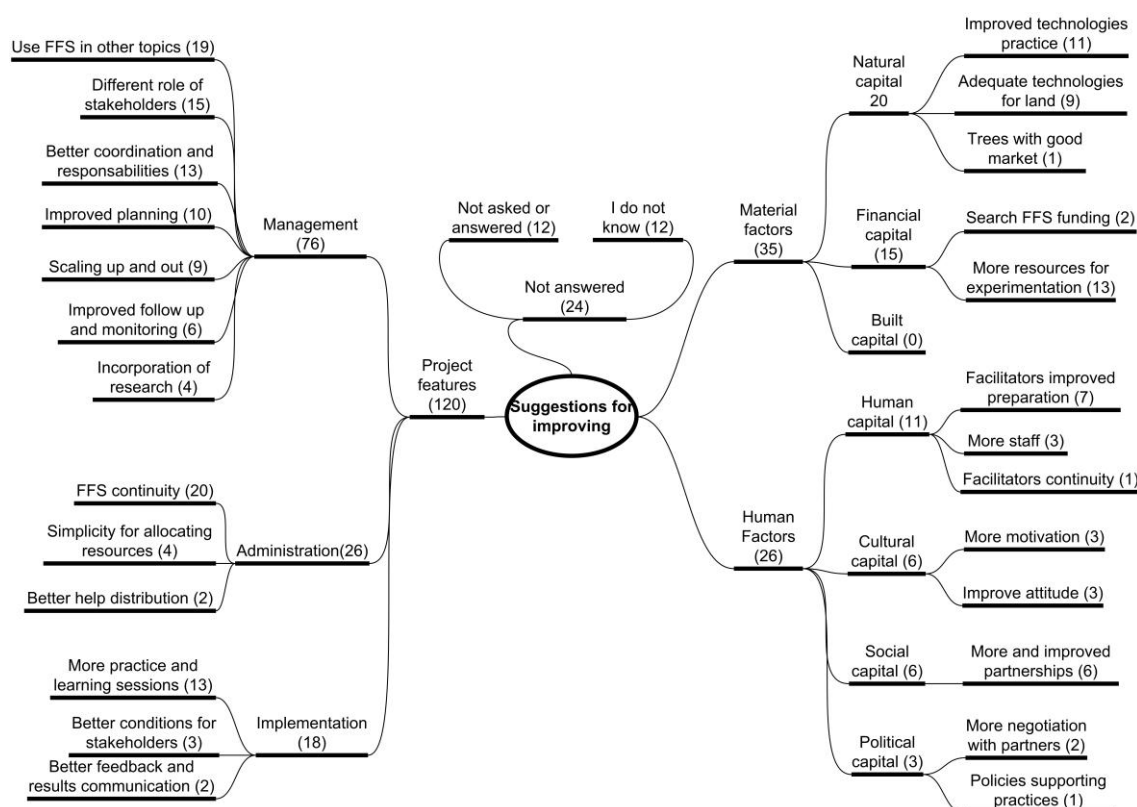 Use FFS in other topics (19)
Different role of
stakeholders (15)
Better coordination and
responsabilities (13)
Improved planning (10)
Scaling up and out (9)
Improved follow up
and monitoring (6)
Incorporation of
research (4)
Management
(76)
FFS continuity (20)
Simplicity for allocating
resources (4)
Better help distribution (2)
Administration(26)
More practice and
learning sessions (13)
Better conditions for
stakeholders (3)
Better feedback and
results communication (2)
Implementation
(18)
Project
features
(120)
Not asked or
answered (12)
I do not
know (12)
Not answered
(24)
Suggestions for
improving
Material
factors
(35)
Natural
capital
20
Improved technologies
practice (11)
Adequate technologies
for land (9)
Trees with good
market (1)
Financial
capital
(15)
Search FFS funding (2)
More resources for
experimentation (13)
Built
capital (0)
Human
Factors
(26)
Human
capital (11)
Facilitators improved
preparation (7)
More staff (3)
Facilitators continuity (1)
Cultural
capital (6)
More motivation (3)
Improve attitude (3)
Social
capital (6)
More and improved
partnerships (6)
Political
capital (3)
More negotiation
with partners (2)
Policies supporting
practices (1)